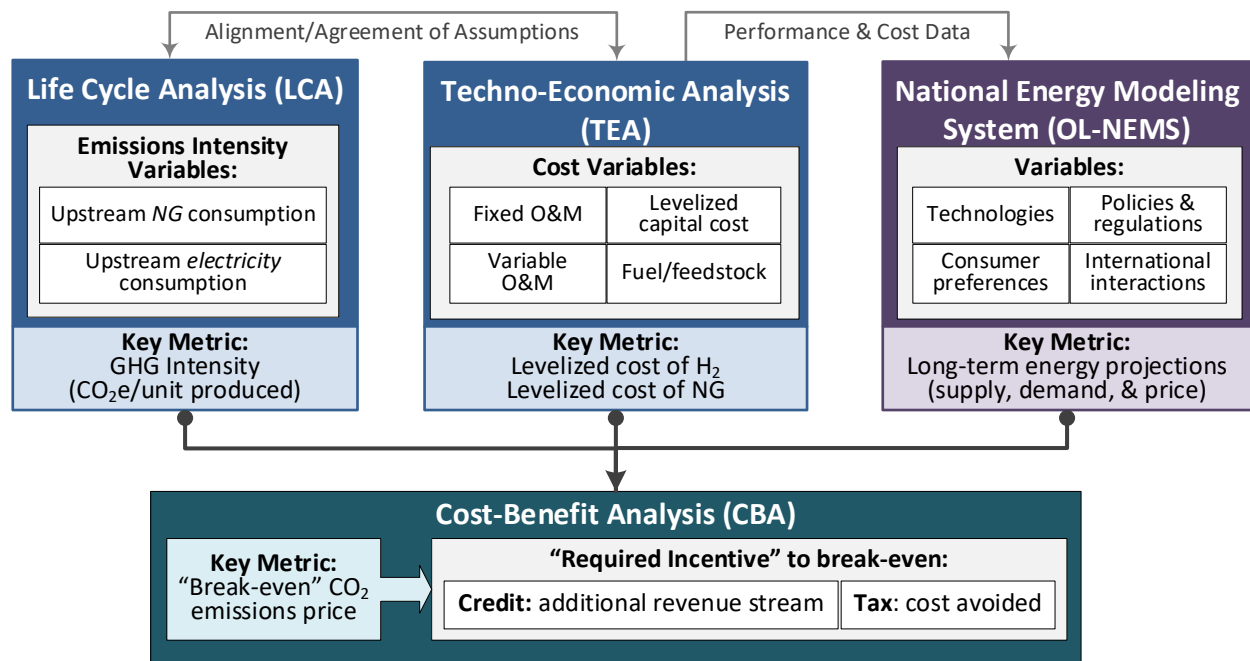 Alignment/Agreement of Assumptions
Performance & Cost Data
Life Cycle Analysis (LCA)
Emissions Intensity
Variables:
Upstream NG consumption
Upstream electricity
consumption
Key Metric:
GHG Intensity
(CO₂e/unit produced)
Techno-Economic Analysis
(TEA)
Cost Variables:
Fixed O&M
Levelized
capital cost
Variable
O&M
Fuel/feedstock
Key Metric:
Levelized cost of H₂
Levelized cost of NG
National Energy Modeling
System (OL-NEMS)
Variables:
Technologies
Policies &
regulations
Consumer
preferences
International
interactions
Key Metric:
Long-term energy projections
(supply, demand, & price)
Cost-Benefit Analysis (CBA)
Key Metric:
“Break-even” CO₂
emissions price
“Required Incentive” to break-even:
Credit: additional revenue stream
Tax: cost avoided